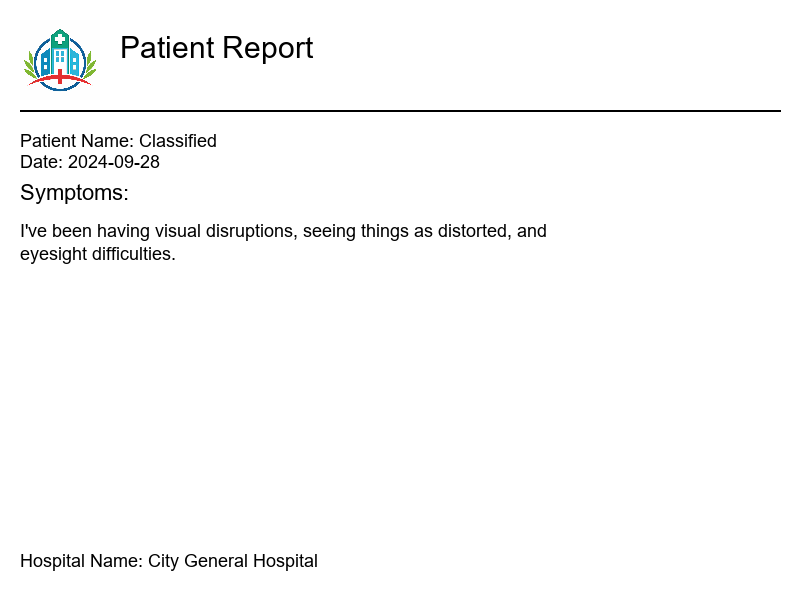 Patient Report
Patient Name: Classified
Date: 2024-09-28
Symptoms:
I've been having visual disruptions, seeing things as distorted, and
eyesight difficulties.
Hospital Name: City General Hospital